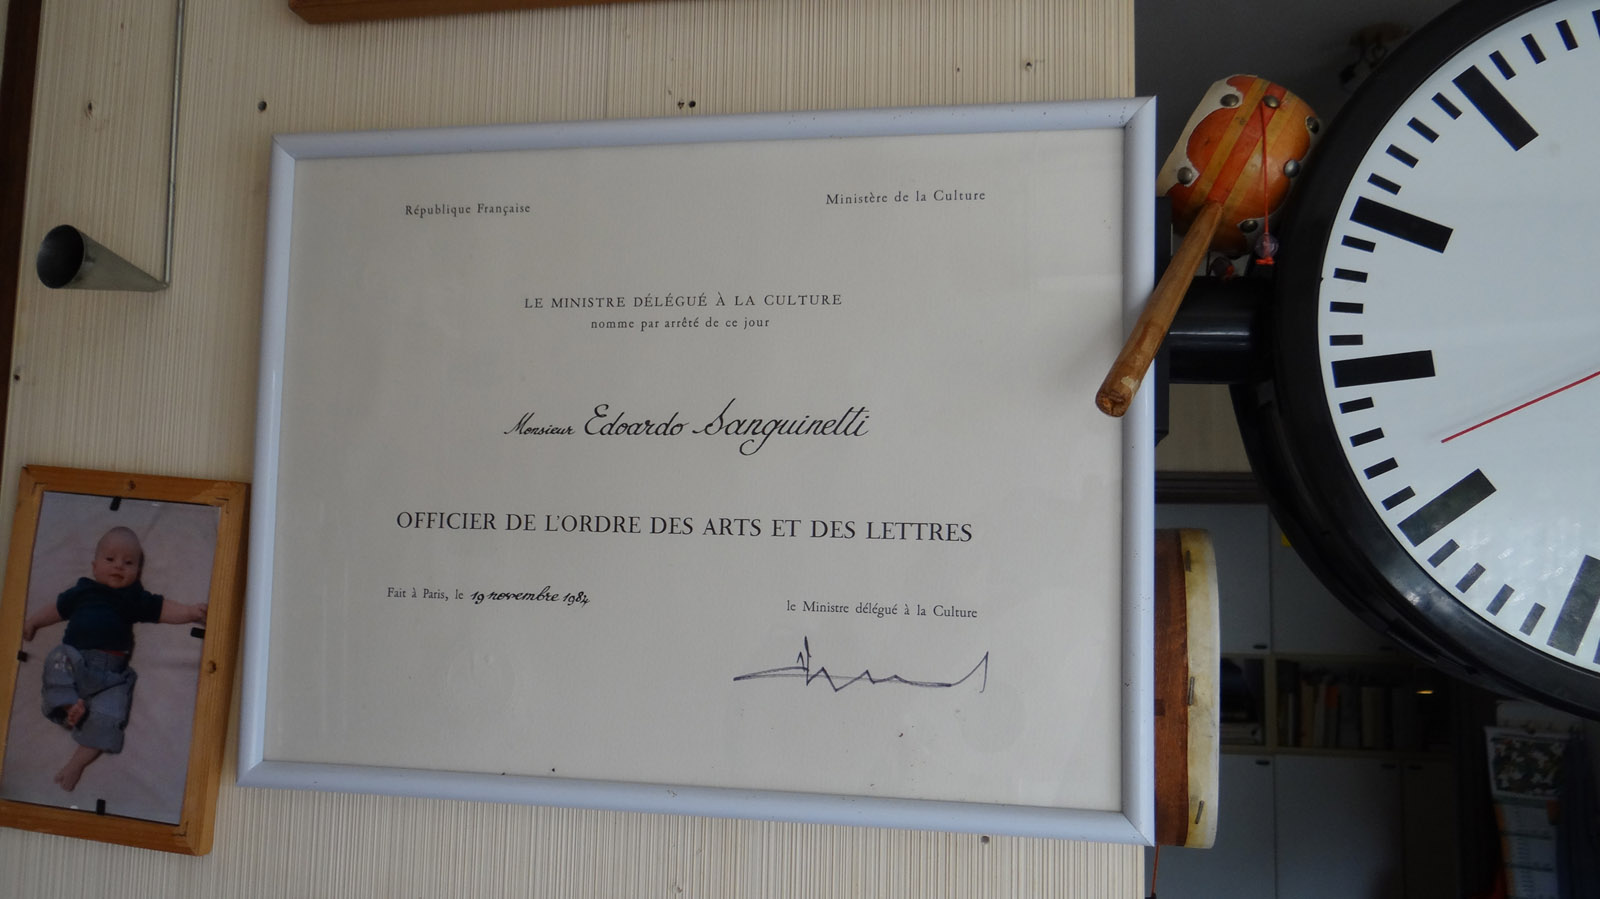 République Française
Ministère de la Culture
LE MINISTRE DÉLÉGUÉ À LA CULTURE
nomme par arrêté de ce jour
Monsieur Edoardo Sanguinetti
OFFICIER DE L'ORDRE DES ARTS ET DES LETTRES
Fait à Paris, le 19 novembre 1984
le Ministre délégué à la Culture